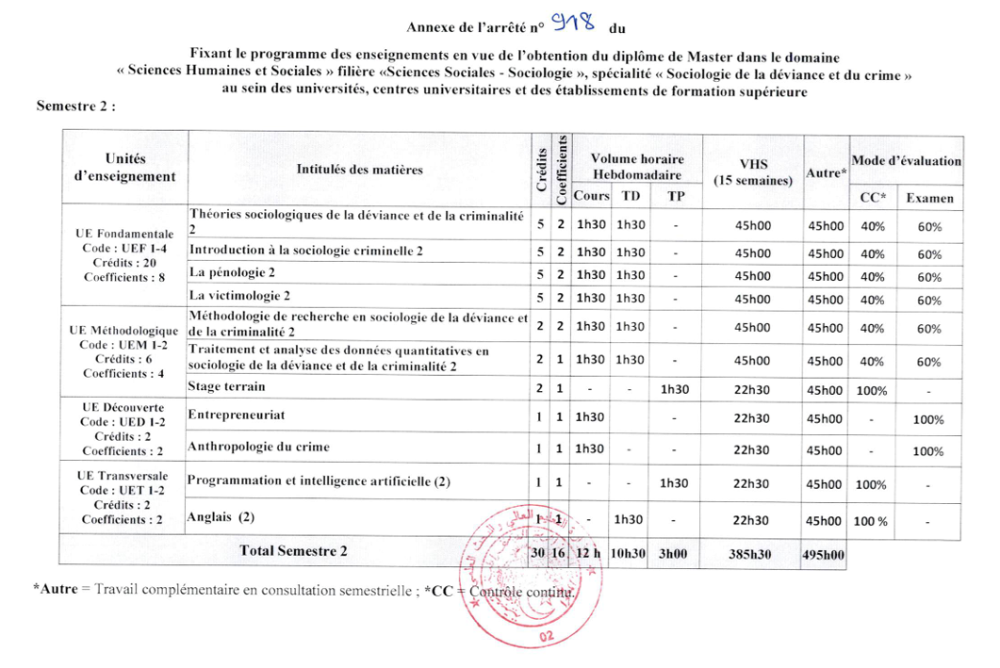 Annexe de l'arrêté n° 918 du
Fixant le programme des enseignements en vue de l'obtention du diplôme de Master dans le domaine
« Sciences Humaines et Sociales » filière «Sciences Sociales - Sociologie », spécialité « Sociologie de la déviance et du crime »
au sein des universités, centres universitaires et des établissements de formation supérieure
Semestre 2 :
Unités d'enseignement | Intitulés des matières | Crédits | Coefficients | Volume horaire Hebdomadaire | VHS (15 semaines) | Autre* | Mode d'évaluation
Cours | TD | TP | CC* | Examen
UE Fondamentale
Code : UEF 1-4
Crédits : 20
Coefficients : 8
Théories sociologiques de la déviance et de la criminalité 2 | 5 | 2 | 1h30 | 1h30 | - | 45h00 | 45h00 | 40% | 60%
Introduction à la sociologie criminelle 2 | 5 | 2 | 1h30 | 1h30 | - | 45h00 | 45h00 | 40% | 60%
La pénologie 2 | 5 | 2 | 1h30 | 1h30 | - | 45h00 | 45h00 | 40% | 60%
La victimologie 2 | 5 | 2 | 1h30 | 1h30 | - | 45h00 | 45h00 | 40% | 60%
UE Méthodologique
Code : UEM 1-2
Crédits : 6
Coefficients : 4
Méthodologie de recherche en sociologie de la déviance et de la criminalité 2 | 2 | 2 | 1h30 | 1h30 | - | 45h00 | 45h00 | 40% | 60%
Traitement et analyse des données quantitatives en sociologie de la déviance et de la criminalité 2 | 2 | 1 | 1h30 | 1h30 | - | 45h00 | 45h00 | 40% | 60%
Stage terrain | 2 | 1 | - | - | 1h30 | 22h30 | 45h00 | 100% | -
UE Découverte
Code : UED 1-2
Crédits : 2
Coefficients : 2
Entrepreneuriat | 1 | 1 | 1h30 | | - | 22h30 | 45h00 | - | 100%
Anthropologie du crime | 1 | 1 | 1h30 | - | - | 22h30 | 45h00 | - | 100%
UE Transversale
Code : UET 1-2
Crédits : 2
Coefficients : 2
Programmation et intelligence artificielle (2) | 1 | 1 | - | - | 1h30 | 22h30 | 45h00 | 100% | -
Anglais (2) | 1 | 1 | - | 1h30 | - | 22h30 | 45h00 | 100 % | -
Total Semestre 2 | 30 | 16 | 12 h | 10h30 | 3h00 | 385h30 | 495h00
*Autre = Travail complémentaire en consultation semestrielle ; *CC = Contrôle continu.
02